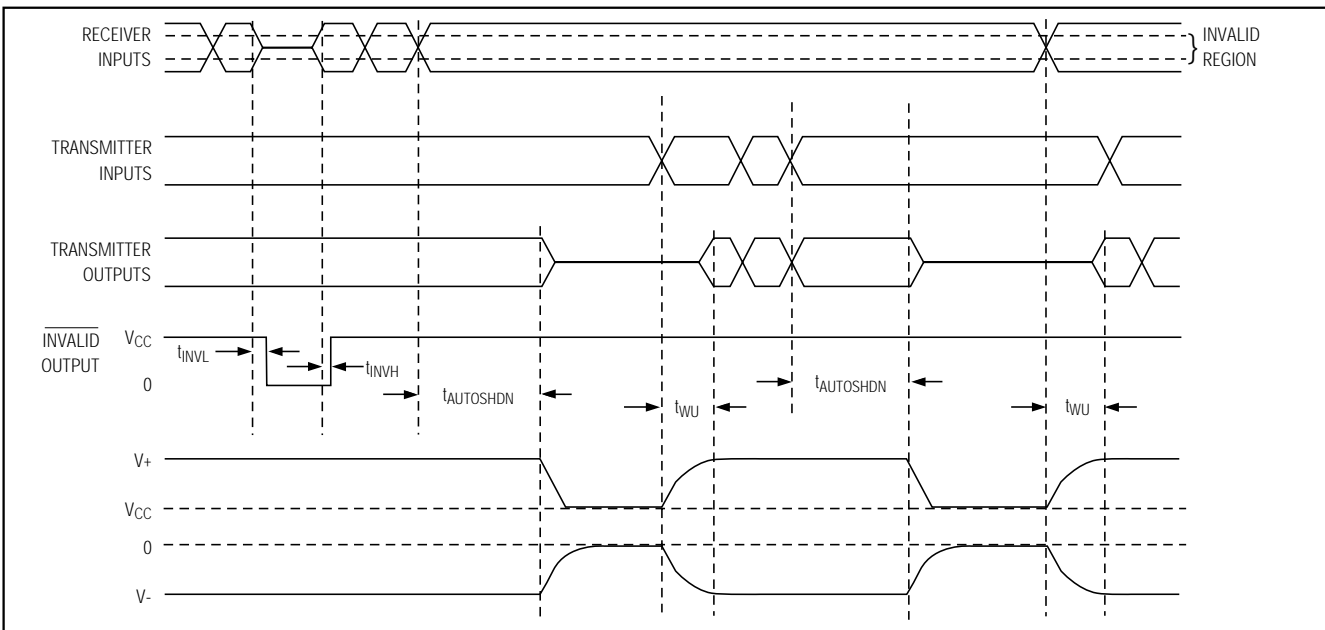 RECEIVER
INPUTS
INVALID
REGION
TRANSMITTER
INPUTS
TRANSMITTER
OUTPUTS
INVALID
OUTPUT
VCC
0
tINVL
tINVH
tAUTOSHDN
tWU
tAUTOSHDN
tWU
V+
VCC
0
V-